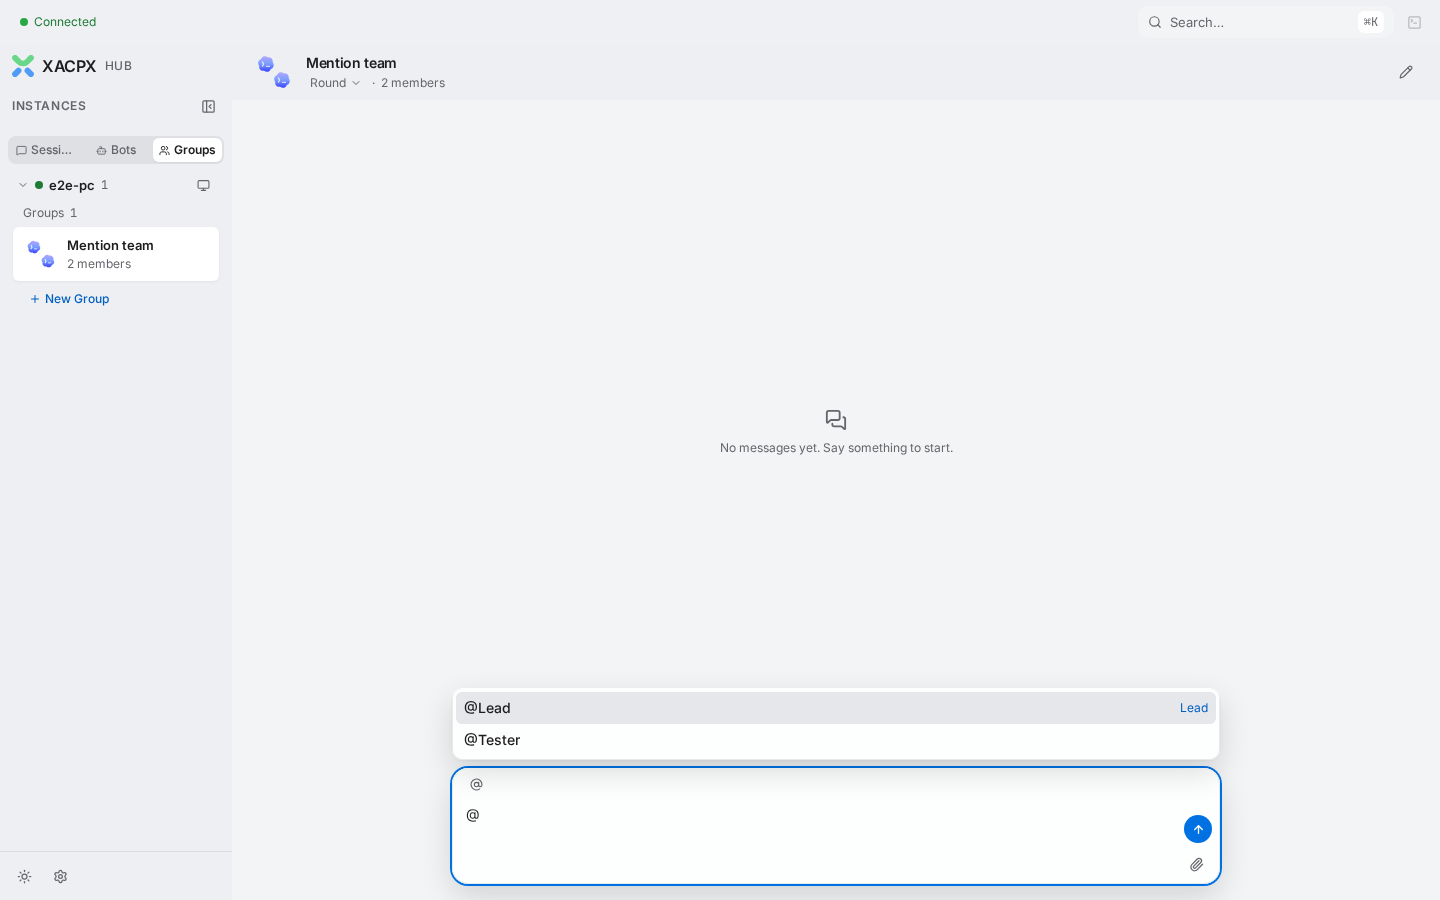 Connected
Search...
⌘K
XACPX HUB
INSTANCES
Sessi...
Bots
Groups
e2e-pc 1
Groups 1
Mention team
2 members
+ New Group
Mention team
Round · 2 members
No messages yet. Say something to start.
@Lead Lead
@Tester
@
@